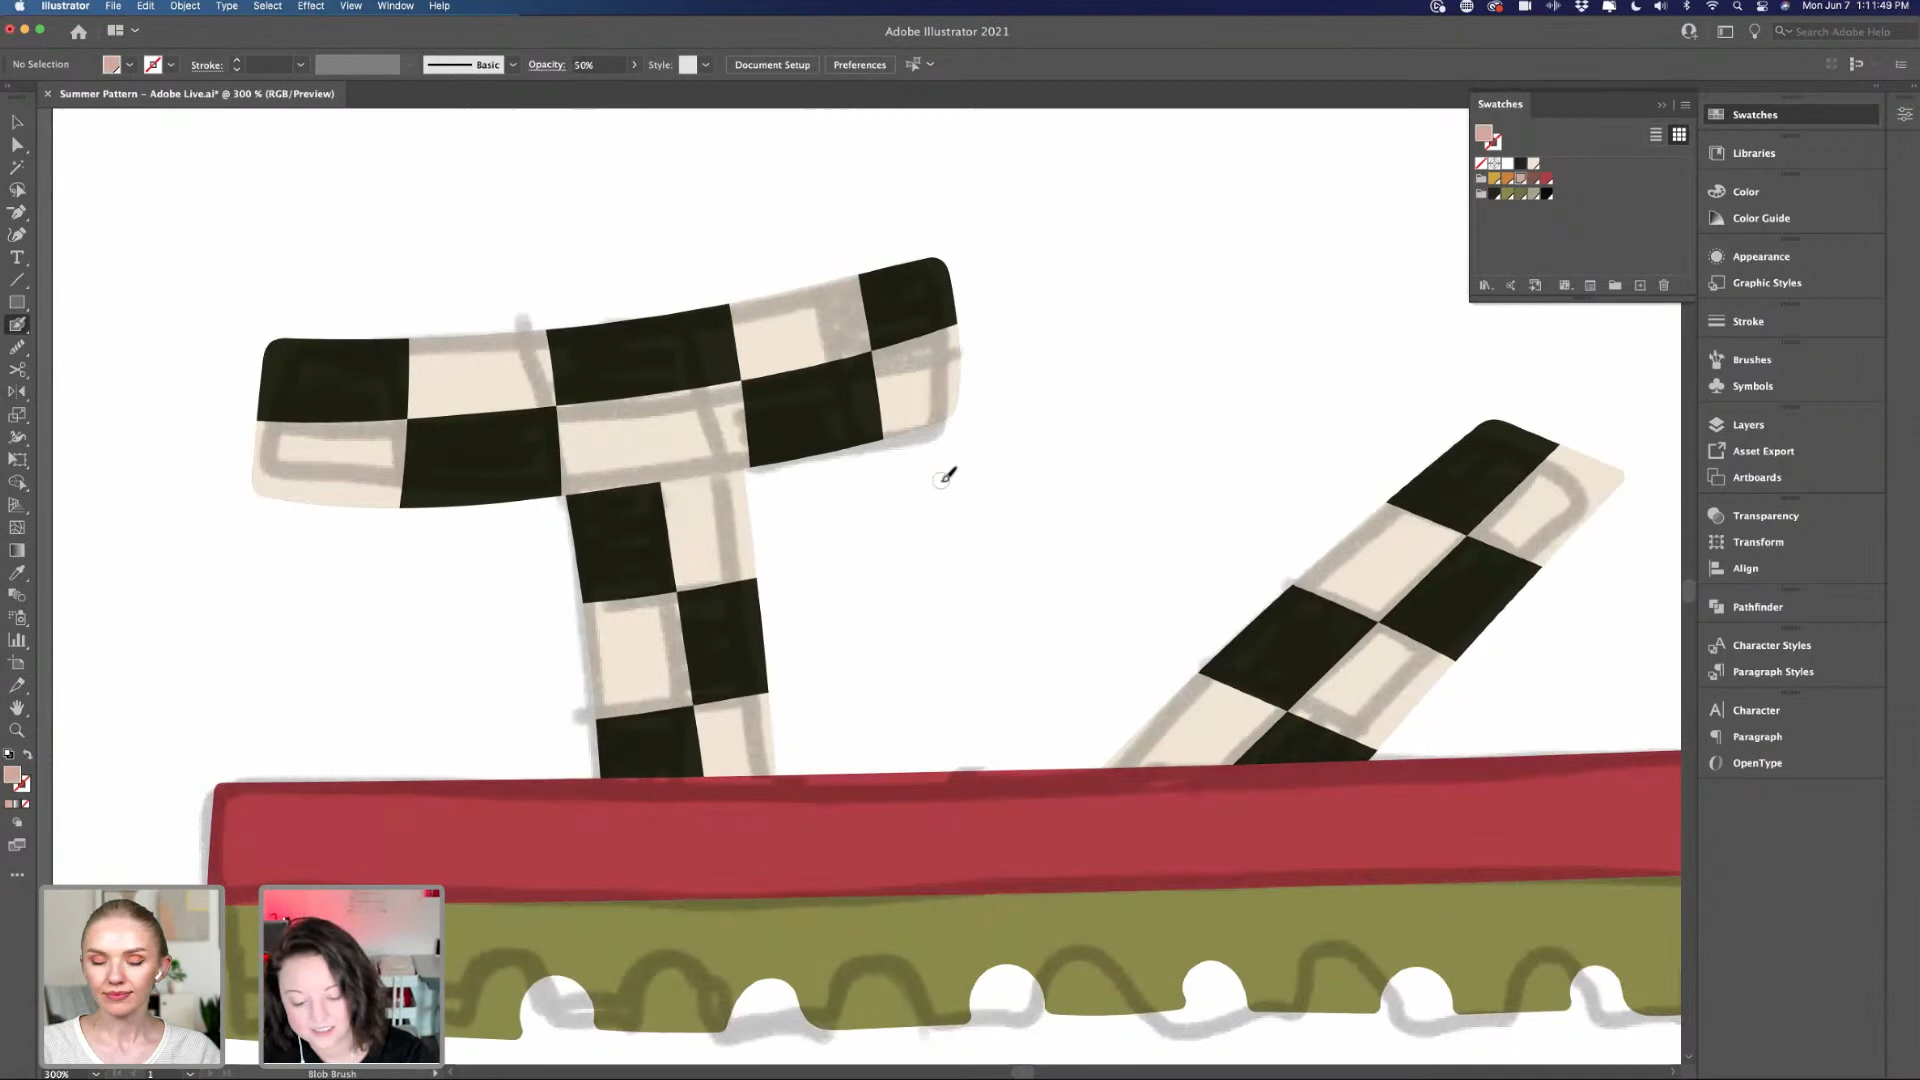 Illustrator File Edit Object Type Select Effect View Window Help
Mon Jun 7 1:11:49 PM
Adobe Illustrator 2021
Search Adobe Help
No Selection
Stroke:
Basic
Opacity: 50%
Style:
Document Setup
Preferences
Summer Pattern – Adobe Live.ai* @ 300 % (RGB/Preview)
Swatches
Swatches
Libraries
Color
Color Guide
Appearance
Graphic Styles
Stroke
Brushes
Symbols
Layers
Asset Export
Artboards
Transparency
Transform
Align
Pathfinder
Character Styles
Paragraph Styles
Character
Paragraph
OpenType
300%
1
Blob Brush